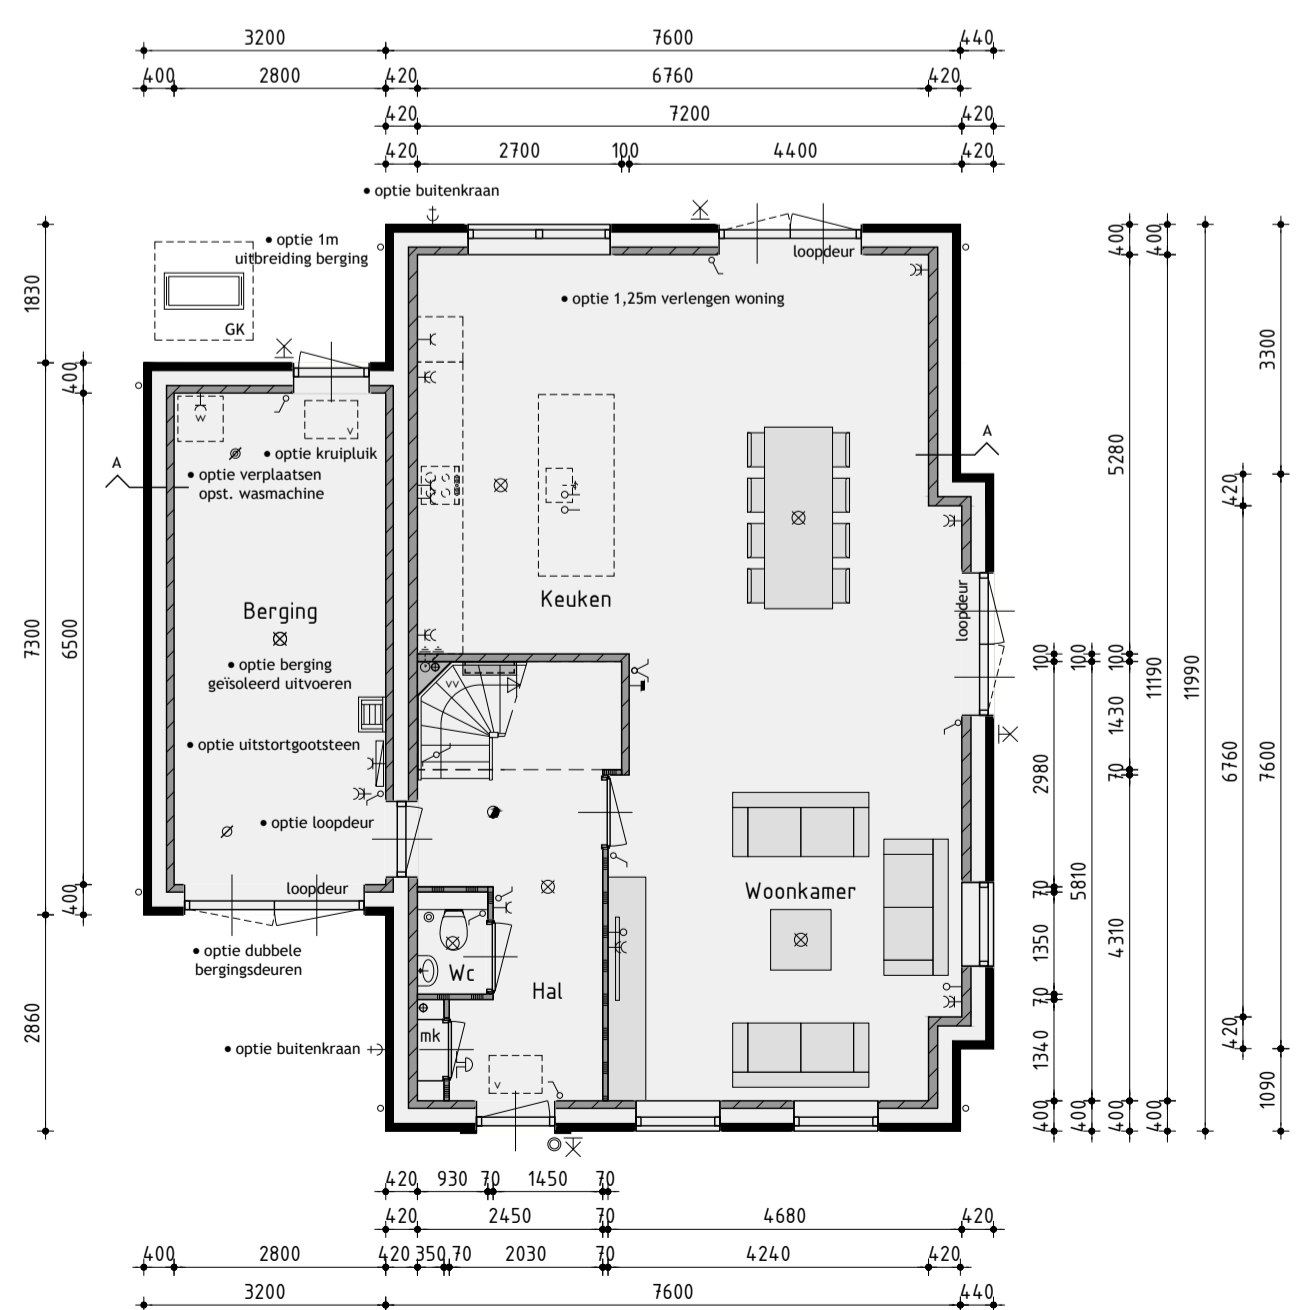 3200 7600 440
400 2800 420 6760 420
420 7200 420
420 2700 100 4400 420
• optie buitenkraan
• optie 1m
uitbreiding berging
loopdeur
• optie 1,25m verlengen woning
GK
1830
400
400
400
3300
W
V
• optie kruipluik
A
• optie verplaatsen
opst. wasmachine
A
5280
420
Keuken
Berging
loopdeur
7300
6500
• optie berging
geïsoleerd uitvoeren
vv
100
100
100
11190
11990
1430
70
6760
7600
2980
• optie uitstortgootsteen
• optie loopdeur
loopdeur
Woonkamer
400
70
5810
• optie dubbele
bergingsdeuren
Wc
Hal
1350
4310
70
2860
• optie buitenkraan
mk
V
1340
420
1090
400
400
400
400
420 930 70 1450 70
420 2450 70 4680 420
400 2800 420 350 70 2030 70 4240 420
3200 7600 440